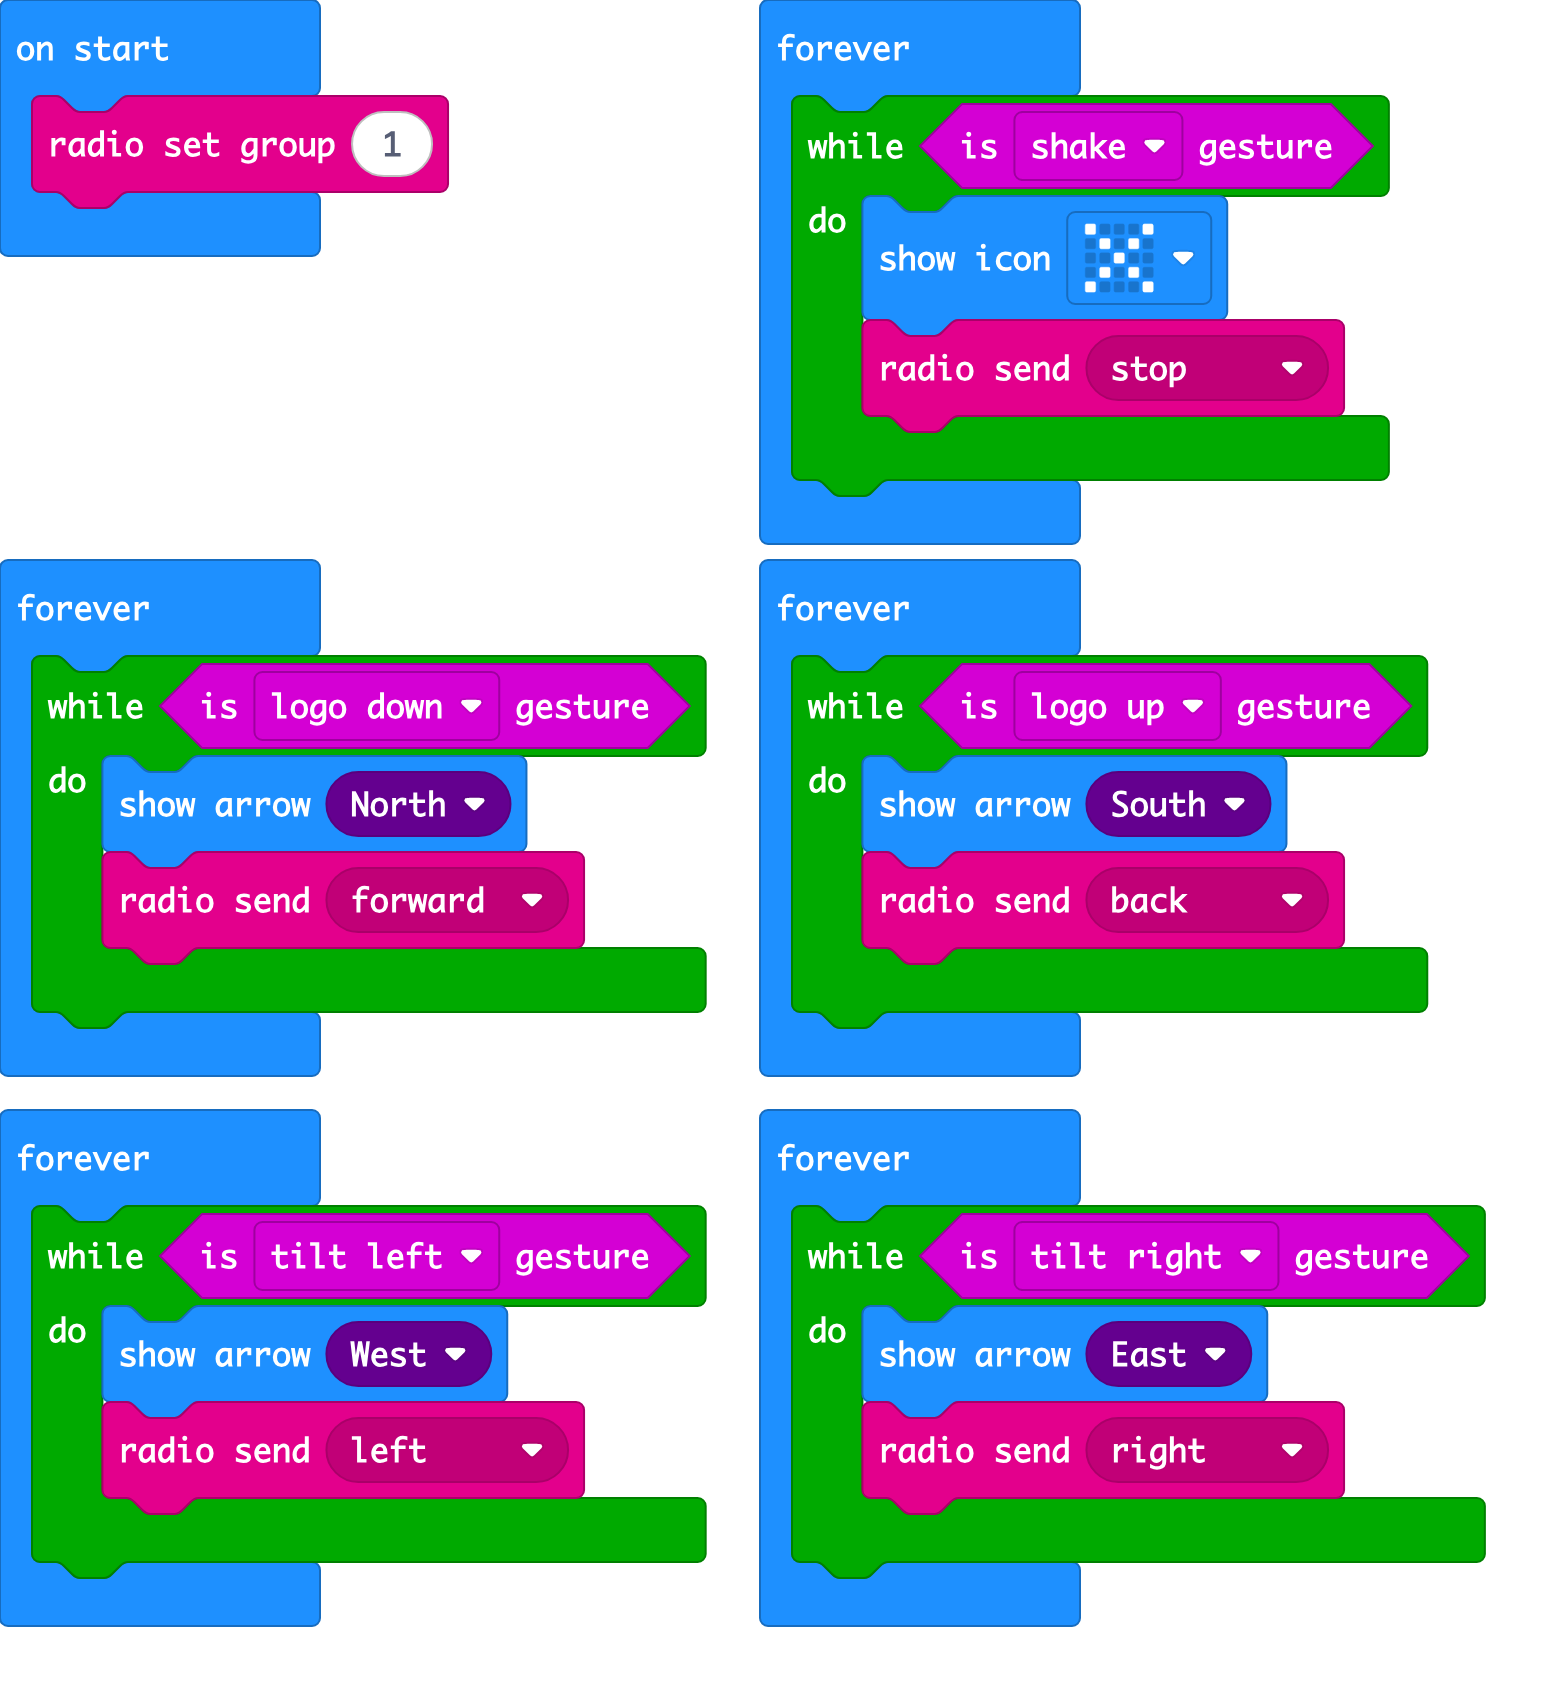 on start
radio set group 1
forever
while is shake gesture
do
show icon
radio send stop
forever
while is logo down gesture
do
show arrow North
radio send forward
forever
while is logo up gesture
do
show arrow South
radio send back
forever
while is tilt left gesture
do
show arrow West
radio send left
forever
while is tilt right gesture
do
show arrow East
radio send right